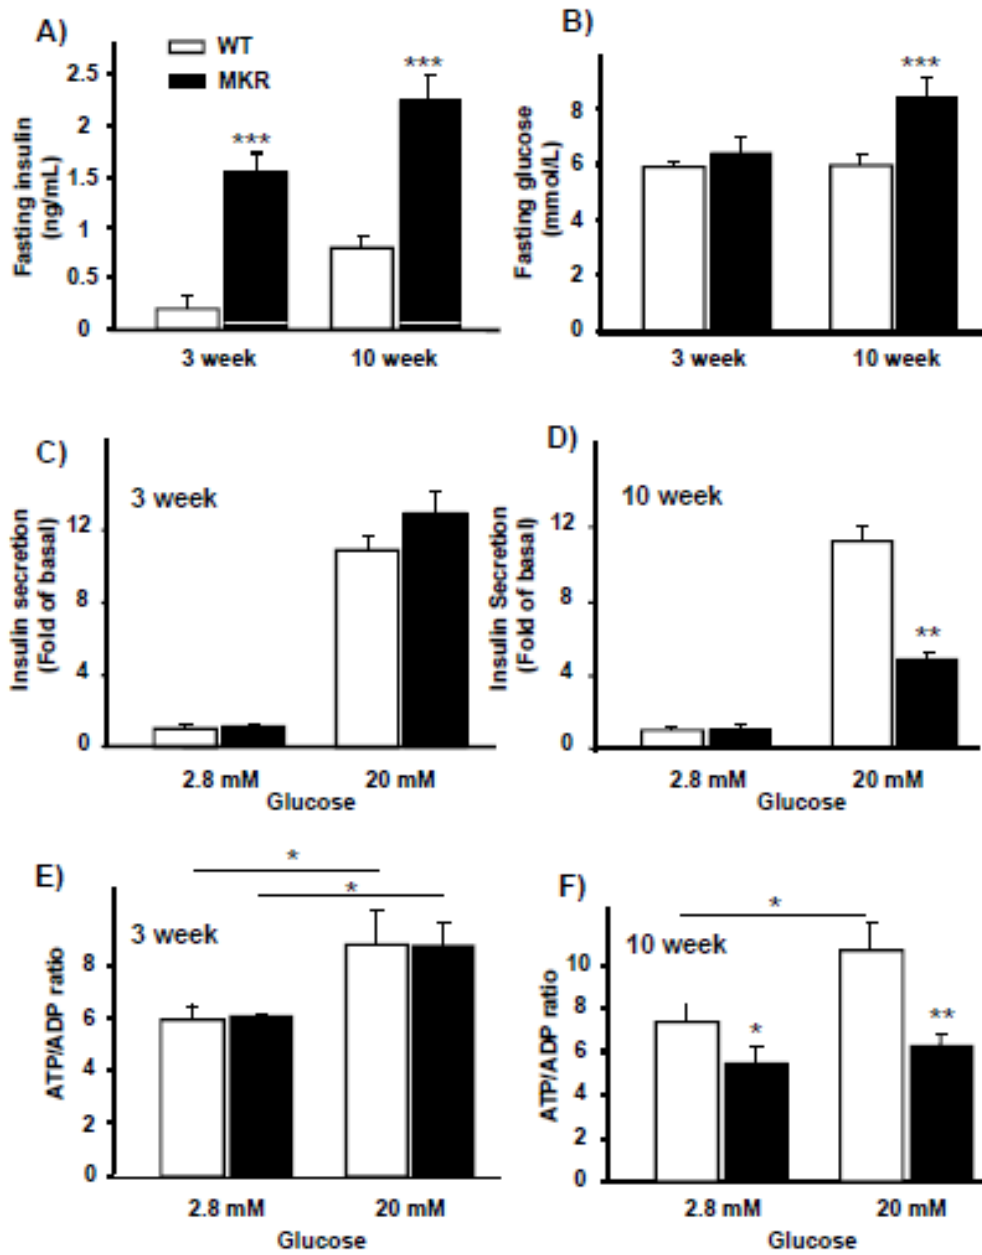 A)
WT
MKR
Fasting insulin
(ng/mL)
2.5
2
1.5
1
0.5
0
***
***
3 week
10 week
B)
Fasting glucose
(mmol/L)
8
6
4
2
0
***
3 week
10 week
C)
3 week
Insulin secretion
(Fold of basal)
12
8
4
0
2.8 mM
20 mM
Glucose
D)
10 week
Insulin Secretion
(Fold of basal)
12
8
4
0
**
2.8 mM
20 mM
Glucose
E)
3 week
*
*
ATP/ADP ratio
8
6
4
2
0
2.8 mM
20 mM
Glucose
F)
10 week
*
ATP/ADP ratio
10
8
6
4
2
0
*
**
2.8 mM
20 mM
Glucose